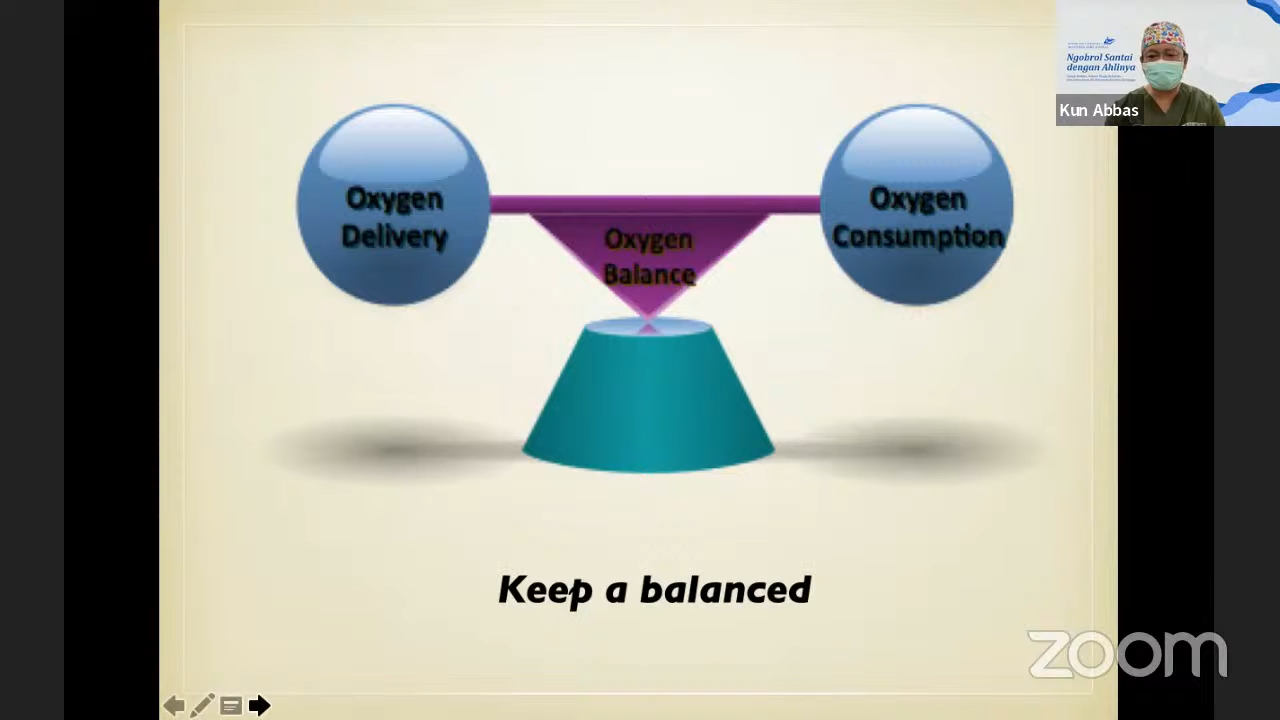 Oxygen
Delivery
Oxygen
Balance
Oxygen
Consumption
Keep a balanced
Ngobrol Santai
dengan Ahlinya
Kun Abbas
zoom